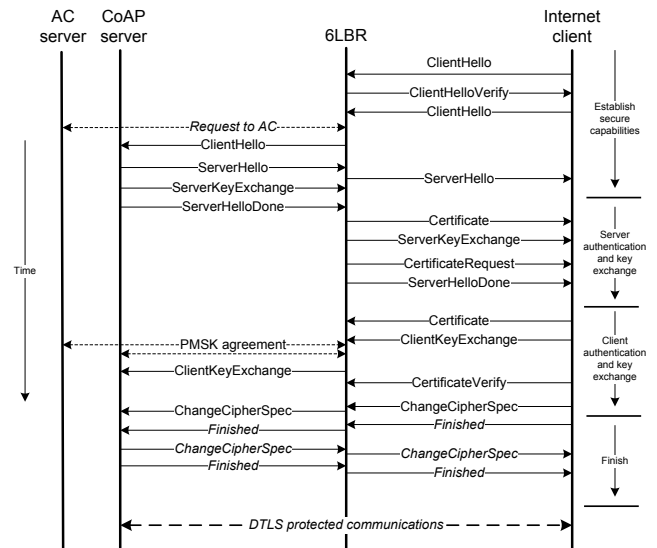 AC server
CoAP server
6LBR
Internet client
ClientHello
ClientHelloVerify
ClientHello
Request to AC
ClientHello
ServerHello
ServerHello
ServerKeyExchange
ServerHelloDone
Establish
secure
capabilities
Certificate
ServerKeyExchange
CertificateRequest
ServerHelloDone
Server
authentication
and key
exchange
Time
Certificate
PMSK agreement
ClientKeyExchange
ClientKeyExchange
CertificateVerify
Client
authentication
and key
exchange
ChangeCipherSpec
ChangeCipherSpec
Finished
Finished
ChangeCipherSpec
ChangeCipherSpec
Finished
Finished
Finish
DTLS protected communications